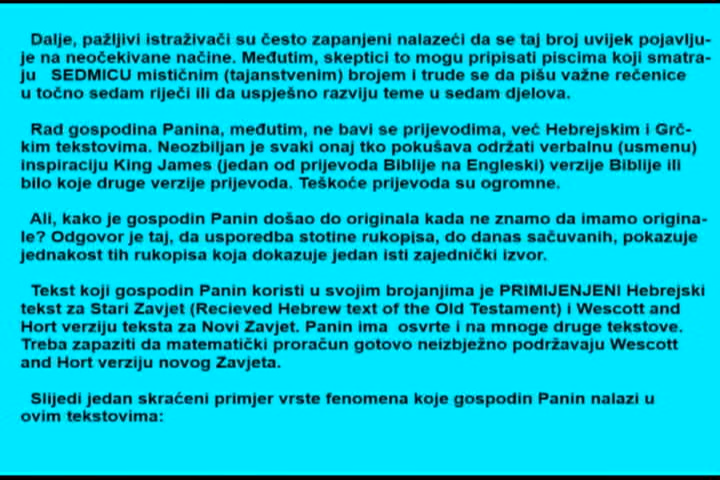 Dalje, pažljivi istraživači su često zapanjeni nalazeći da se taj broj uvijek pojavlju-
je na neočekivane načine. Međutim, skeptici to mogu pripisati piscima koji smatra-
ju SEDMICU mističnim (tajanstvenim) brojem i trude se da pišu važne rečenice
u točno sedam riječi ili da uspješno razviju teme u sedam djelova.
Rad gospodina Panina, međutim, ne bavi se prijevodima, već Hebrejskim i Grč-
kim tekstovima. Neozbiljan je svaki onaj tko pokušava održati verbalnu (usmenu)
inspiraciju King James (jedan od prijevoda Biblije na Engleski) verzije Biblije ili
bilo koje druge verzije prijevoda. Teškoće prijevoda su ogromne.
Ali, kako je gospodin Panin došao do originala kada ne znamo da imamo origina-
le? Odgovor je taj, da usporedba stotine rukopisa, do danas sačuvanih, pokazuje
jednakost tih rukopisa koja dokazuje jedan isti zajednički izvor.
Tekst koji gospodin Panin koristi u svojim brojanjima je PRIMIJENJENI Hebrejski
tekst za Stari Zavjet (Recieved Hebrew text of the Old Testament) i Wescott and
Hort verziju teksta za Novi Zavjet. Panin ima osvrte i na mnoge druge tekstove.
Treba zapaziti da matematički proračun gotovo neizbježno podržavaju Wescott
and Hort verziju novog Zavjeta.
Slijedi jedan skraćeni primjer vrste fenomena koje gospodin Panin nalazi u
ovim tekstovima: